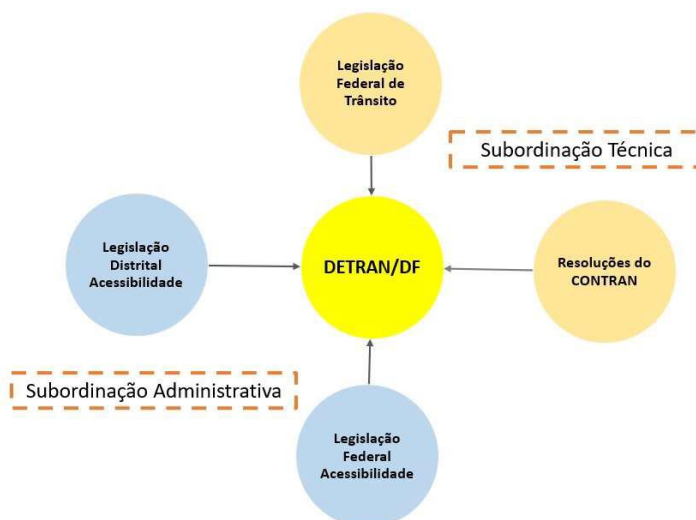 Legislação
Federal de
Trânsito
Subordinação Técnica
Legislação
Distrital
Acessibilidade
DETRAN/DF
Resoluções do
CONTRAN
Subordinação Administrativa
Legislação
Federal
Acessibilidade